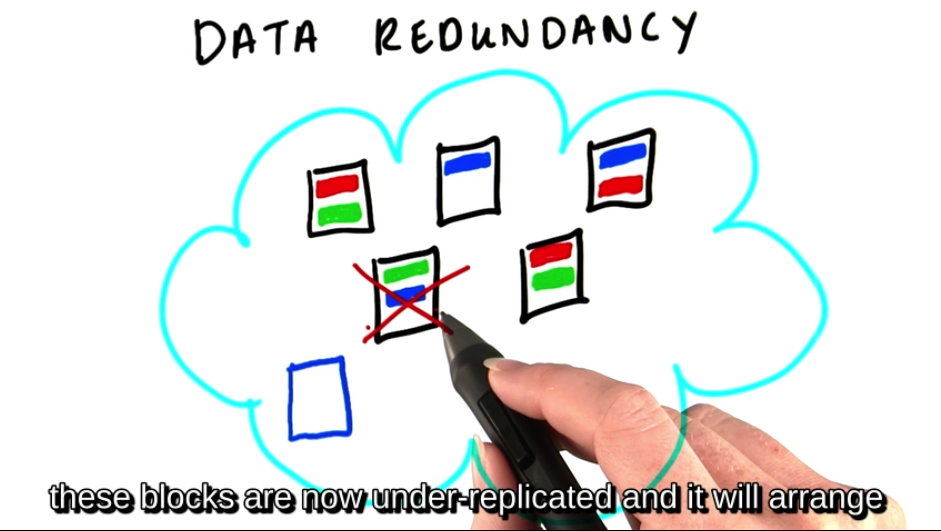 DATA REDUNDANCY
these blocks are now under-replicated and it will arrange